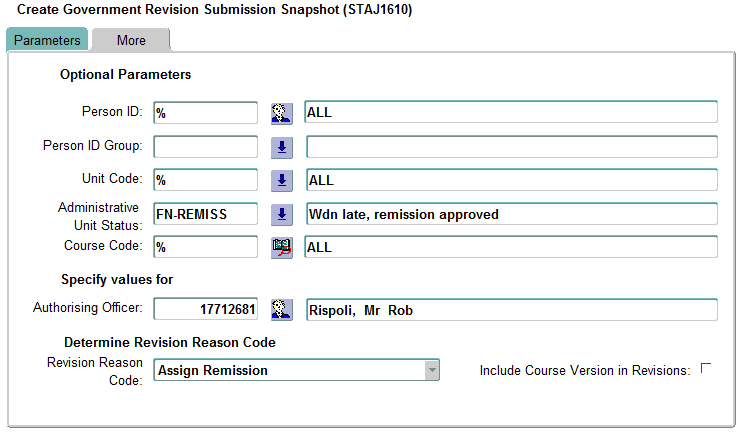 Create Government Revision Submission Snapshot (STAJ1610)
Parameters More
Optional Parameters
Person ID: % ALL
Person ID Group:
Unit Code: % ALL
Administrative
Unit Status: FN-REMISS Wdn late, remission approved
Course Code: % ALL
Specify values for
Authorising Officer: 17712681 Rispoli, Mr Rob
Determine Revision Reason Code
Revision Reason
Code: Assign Remission Include Course Version in Revisions: